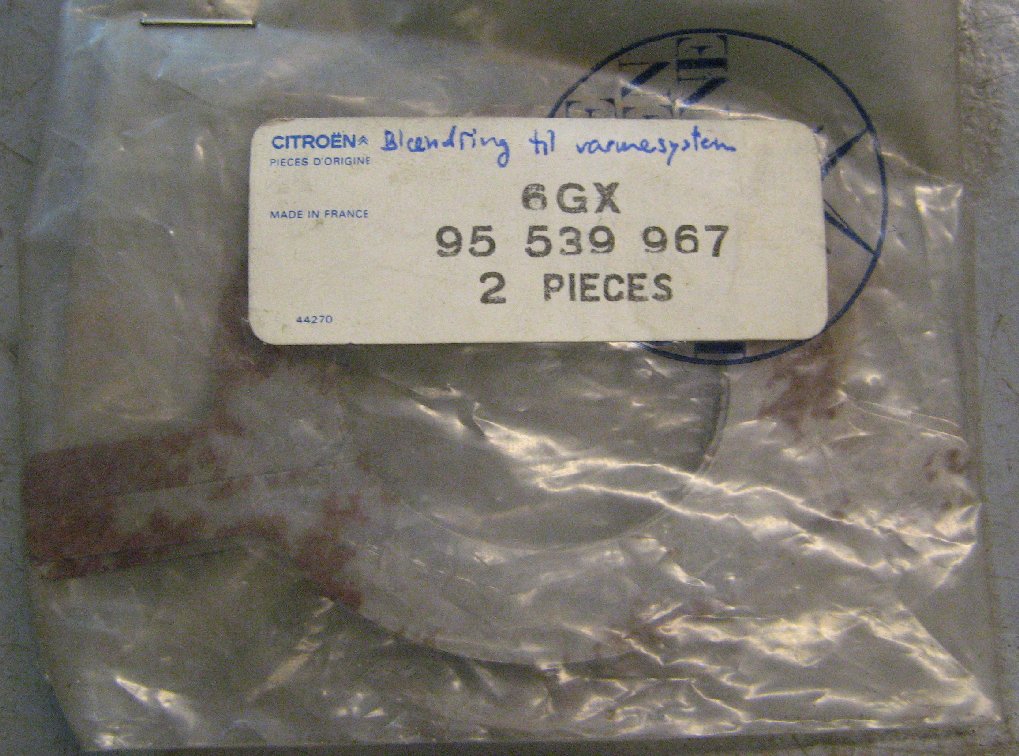 CITROËN Blændring til varmesystem
PIECES D'ORIGINE
6GX
MADE IN FRANCE
95 539 967
2 PIECES
44270